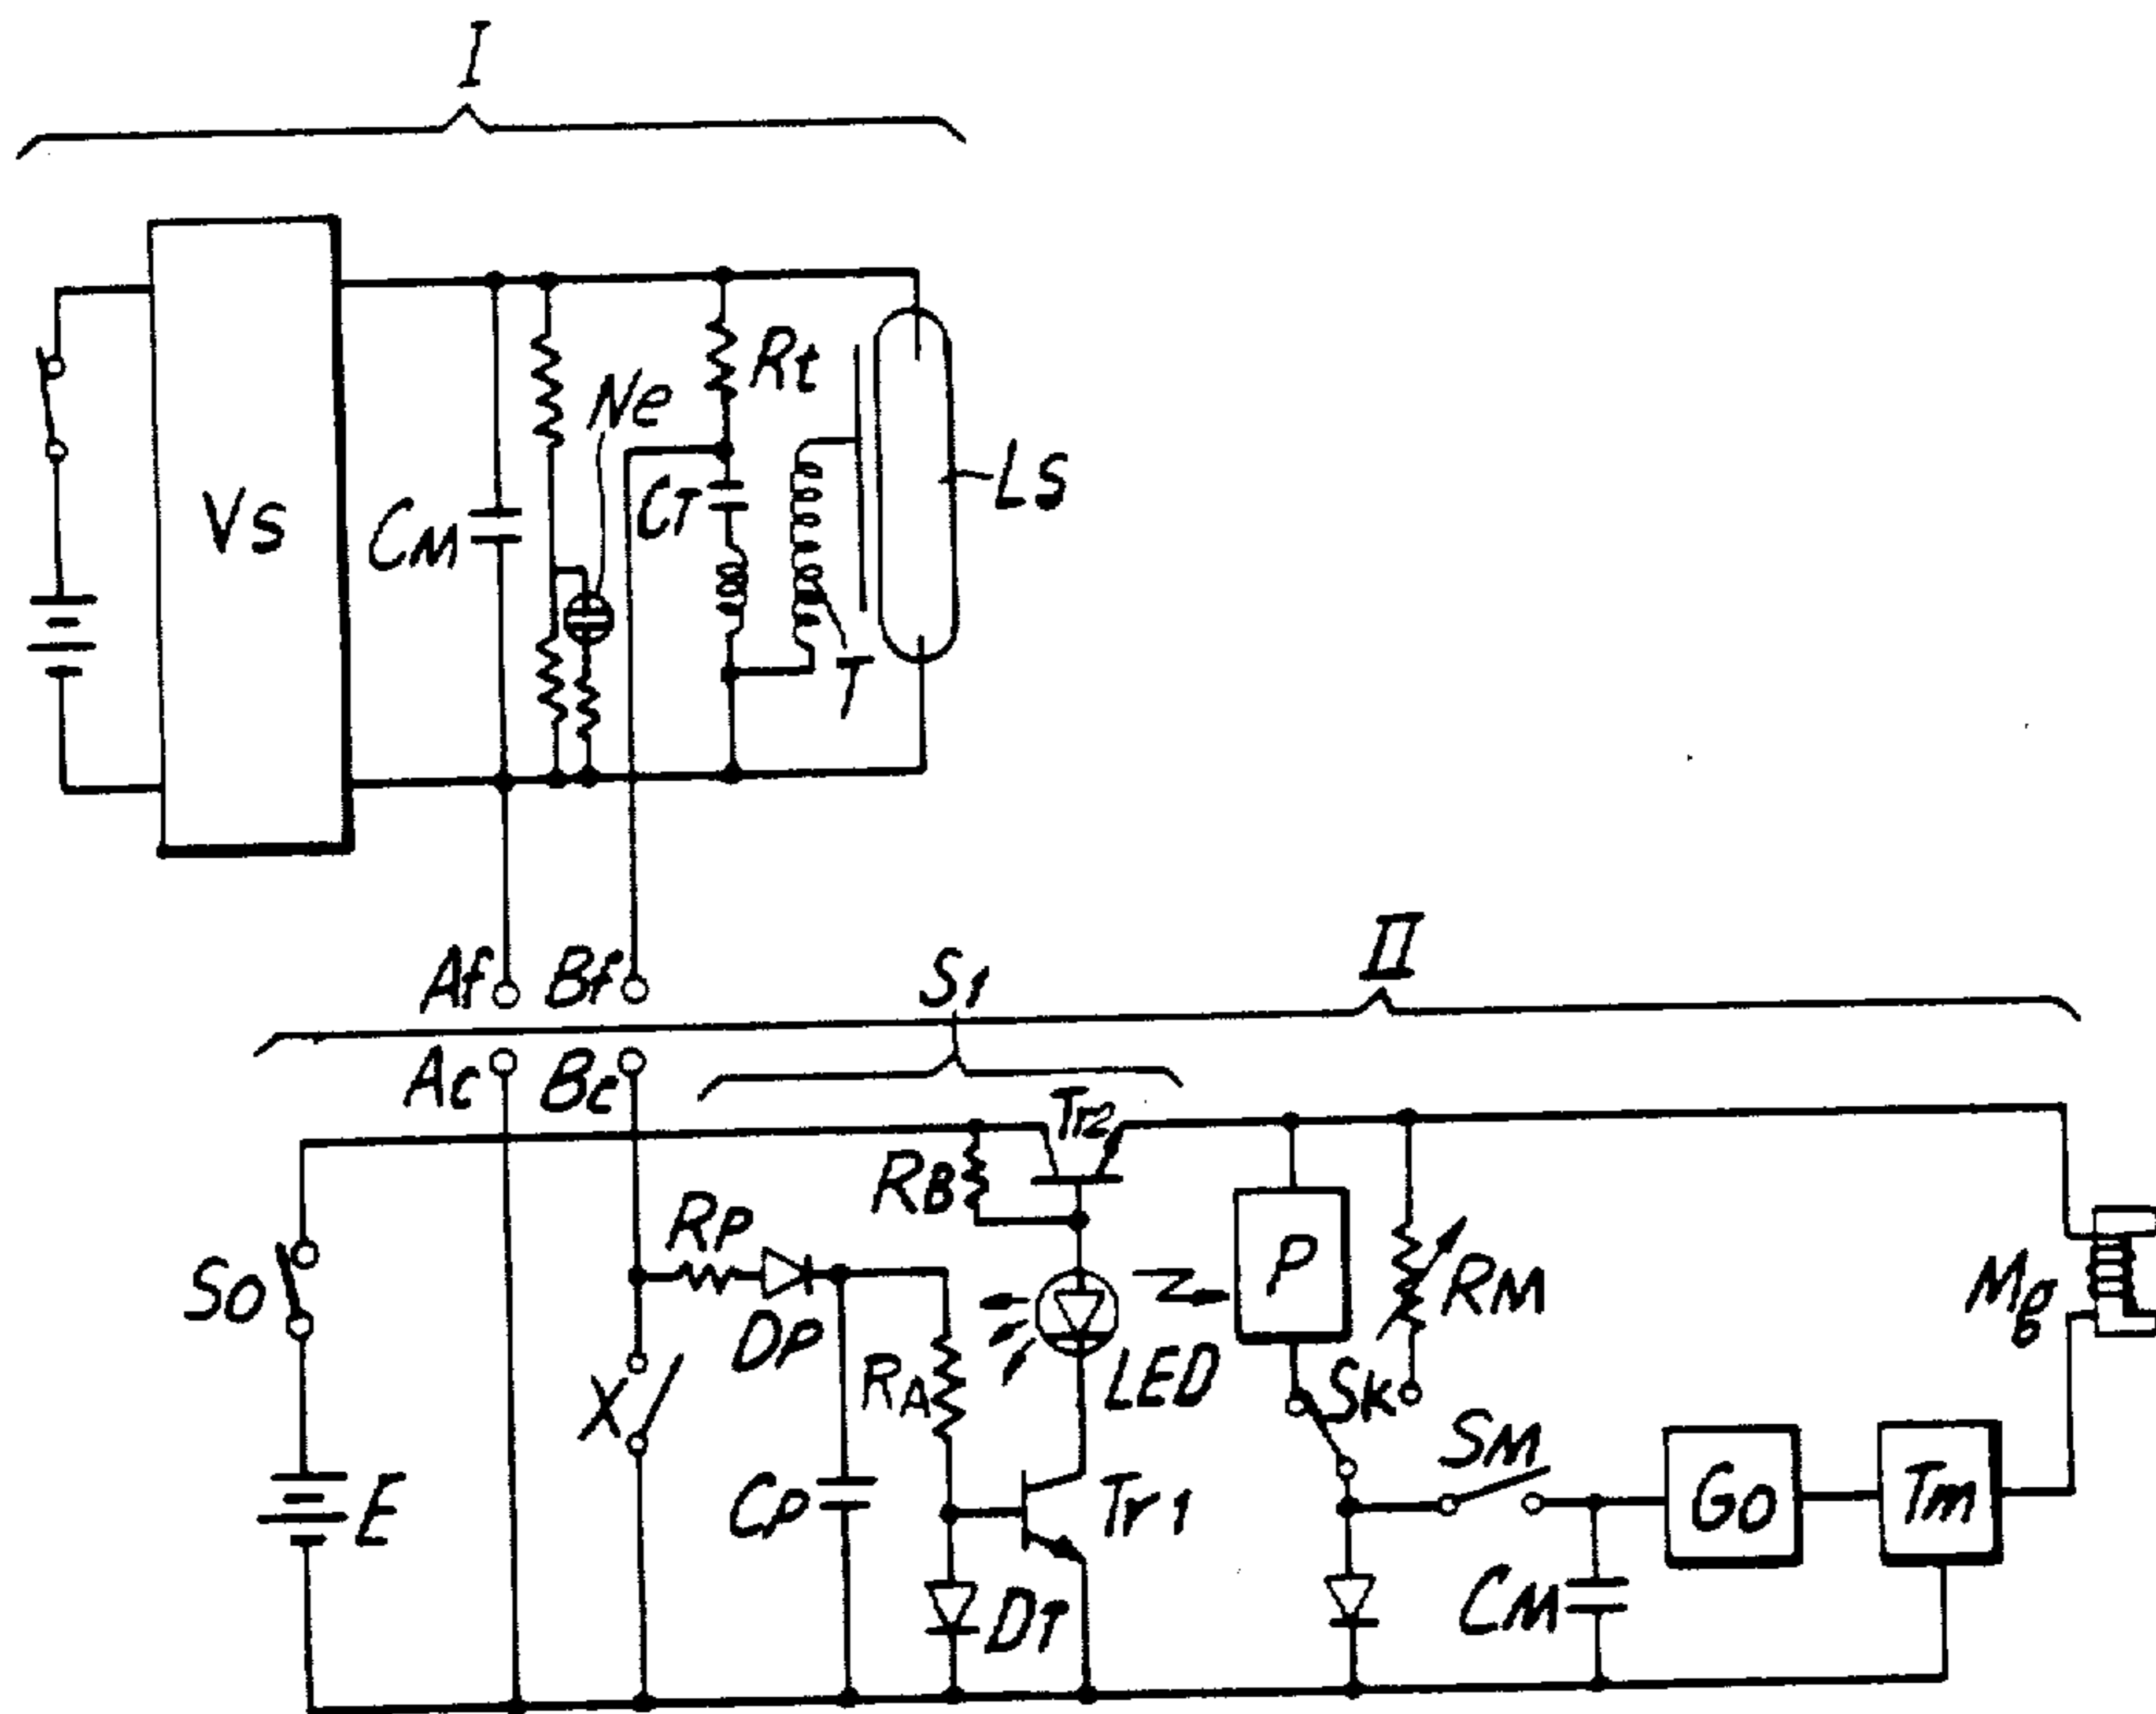 I
Vs
CM
Ne
Rt
CT
LS
T
Af
Bf
S1
II
Ac
Bc
Tr2
RB
RP
DP
So
X
RA
CP
E
LED
P
RM
SK
Mg
SM
Tr1
DT
Go
Tm
CM